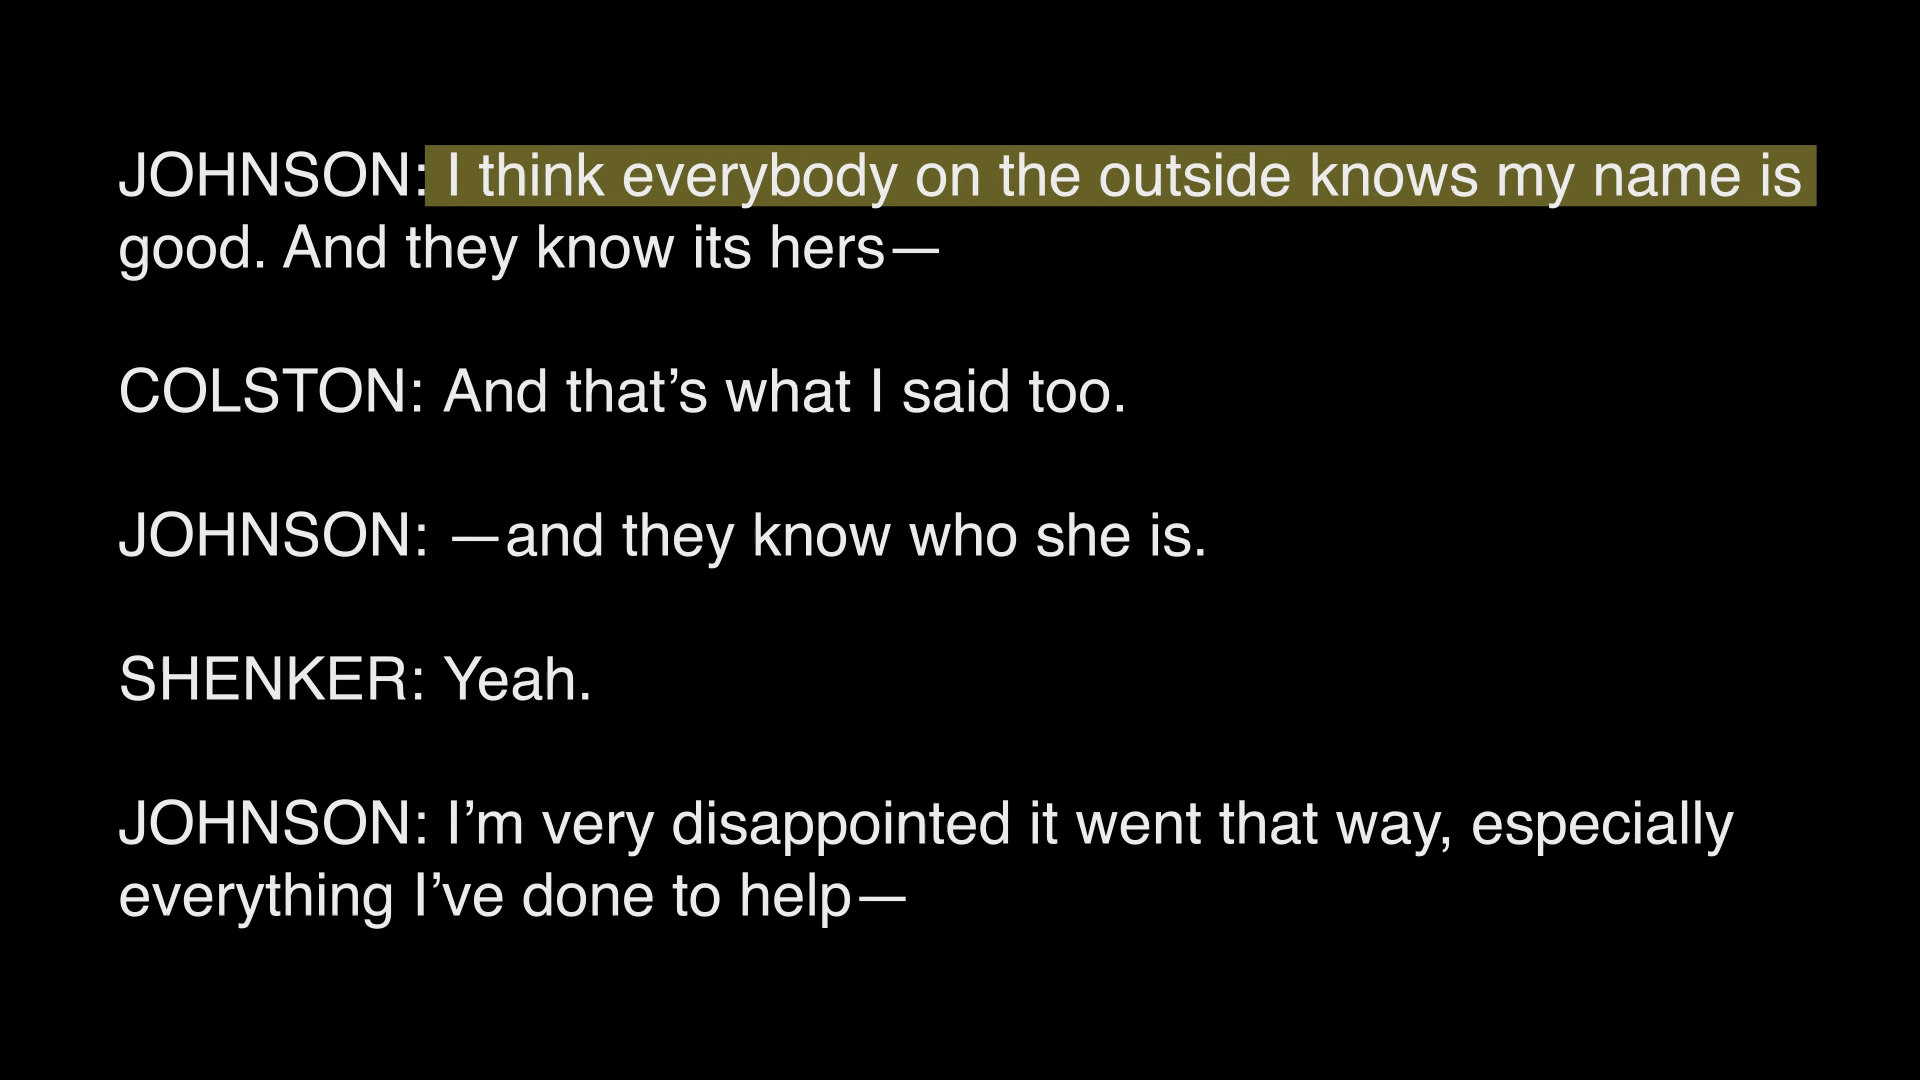 JOHNSON: I think everybody on the outside knows my name is
good. And they know its hers—
COLSTON: And that’s what I said too.
JOHNSON: —and they know who she is.
SHENKER: Yeah.
JOHNSON: I’m very disappointed it went that way, especially
everything I’ve done to help—